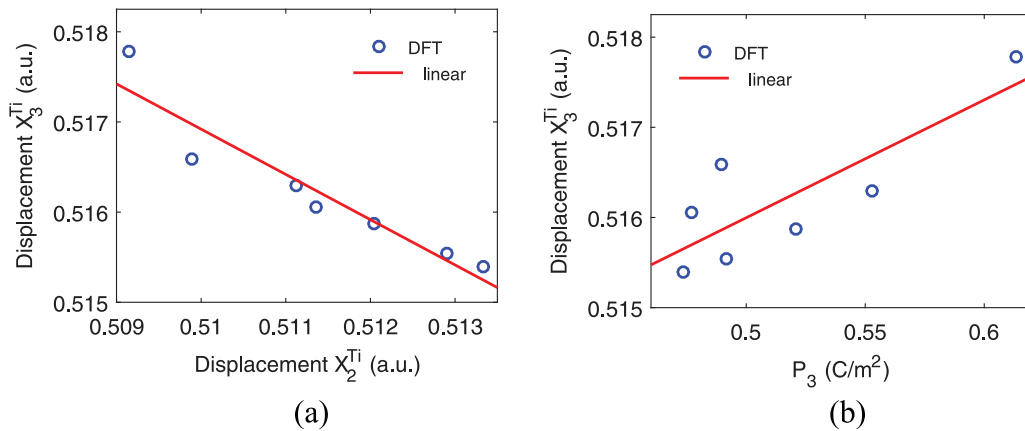 0.518
0.517
0.516
0.515
Displacement X₃ᵀⁱ (a.u.)
DFT
linear
0.509
0.51
0.511
0.512
0.513
Displacement X₂ᵀⁱ (a.u.)
(a)
0.518
0.517
0.516
0.515
Displacement X₃ᵀⁱ (a.u.)
DFT
linear
0.5
0.55
0.6
P₃ (C/m²)
(b)